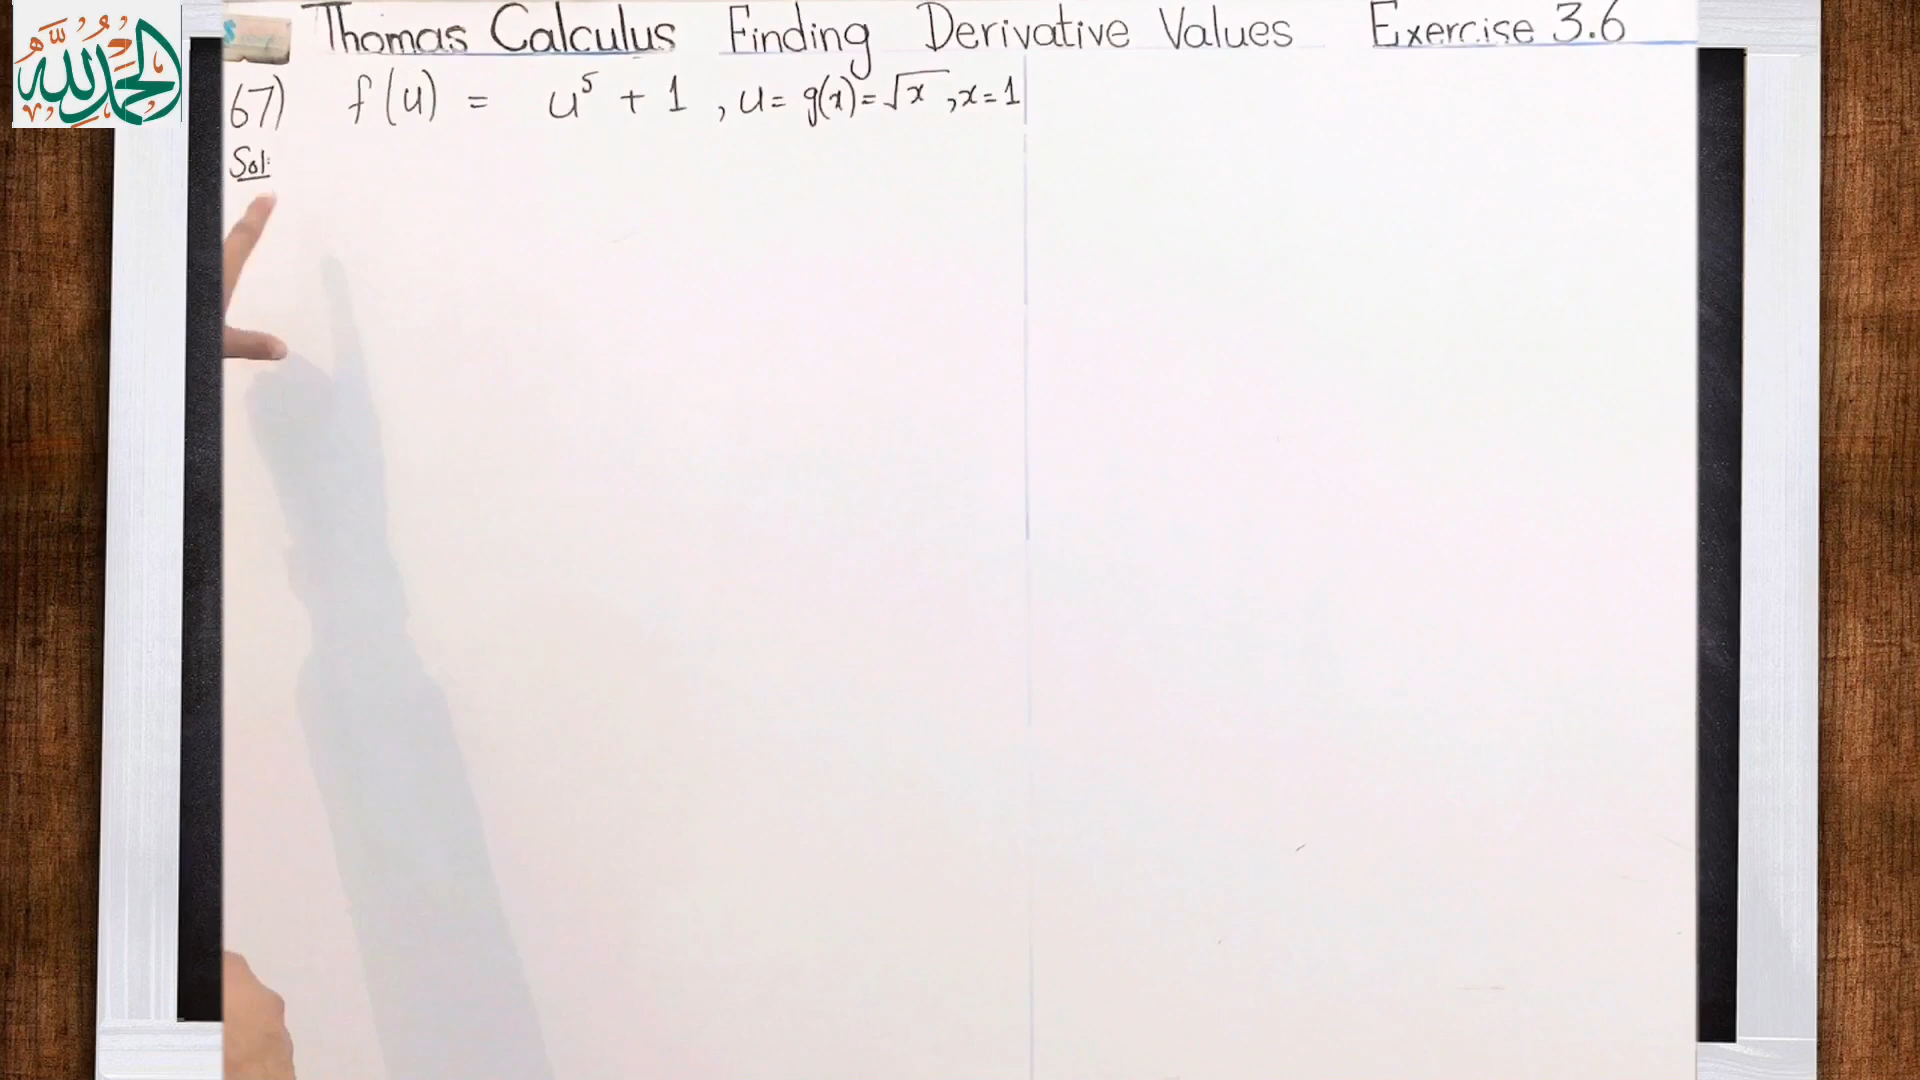 الحمد لله
Thomas Calculus Finding Derivative Values Exercise 3.6
67) f(u) = u⁵ + 1 , u = g(x) = √x , x = 1
Sol: